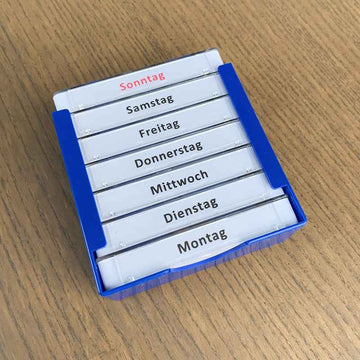 Sonntag
Samstag
Freitag
Donnerstag
Mittwoch
Dienstag
Montag